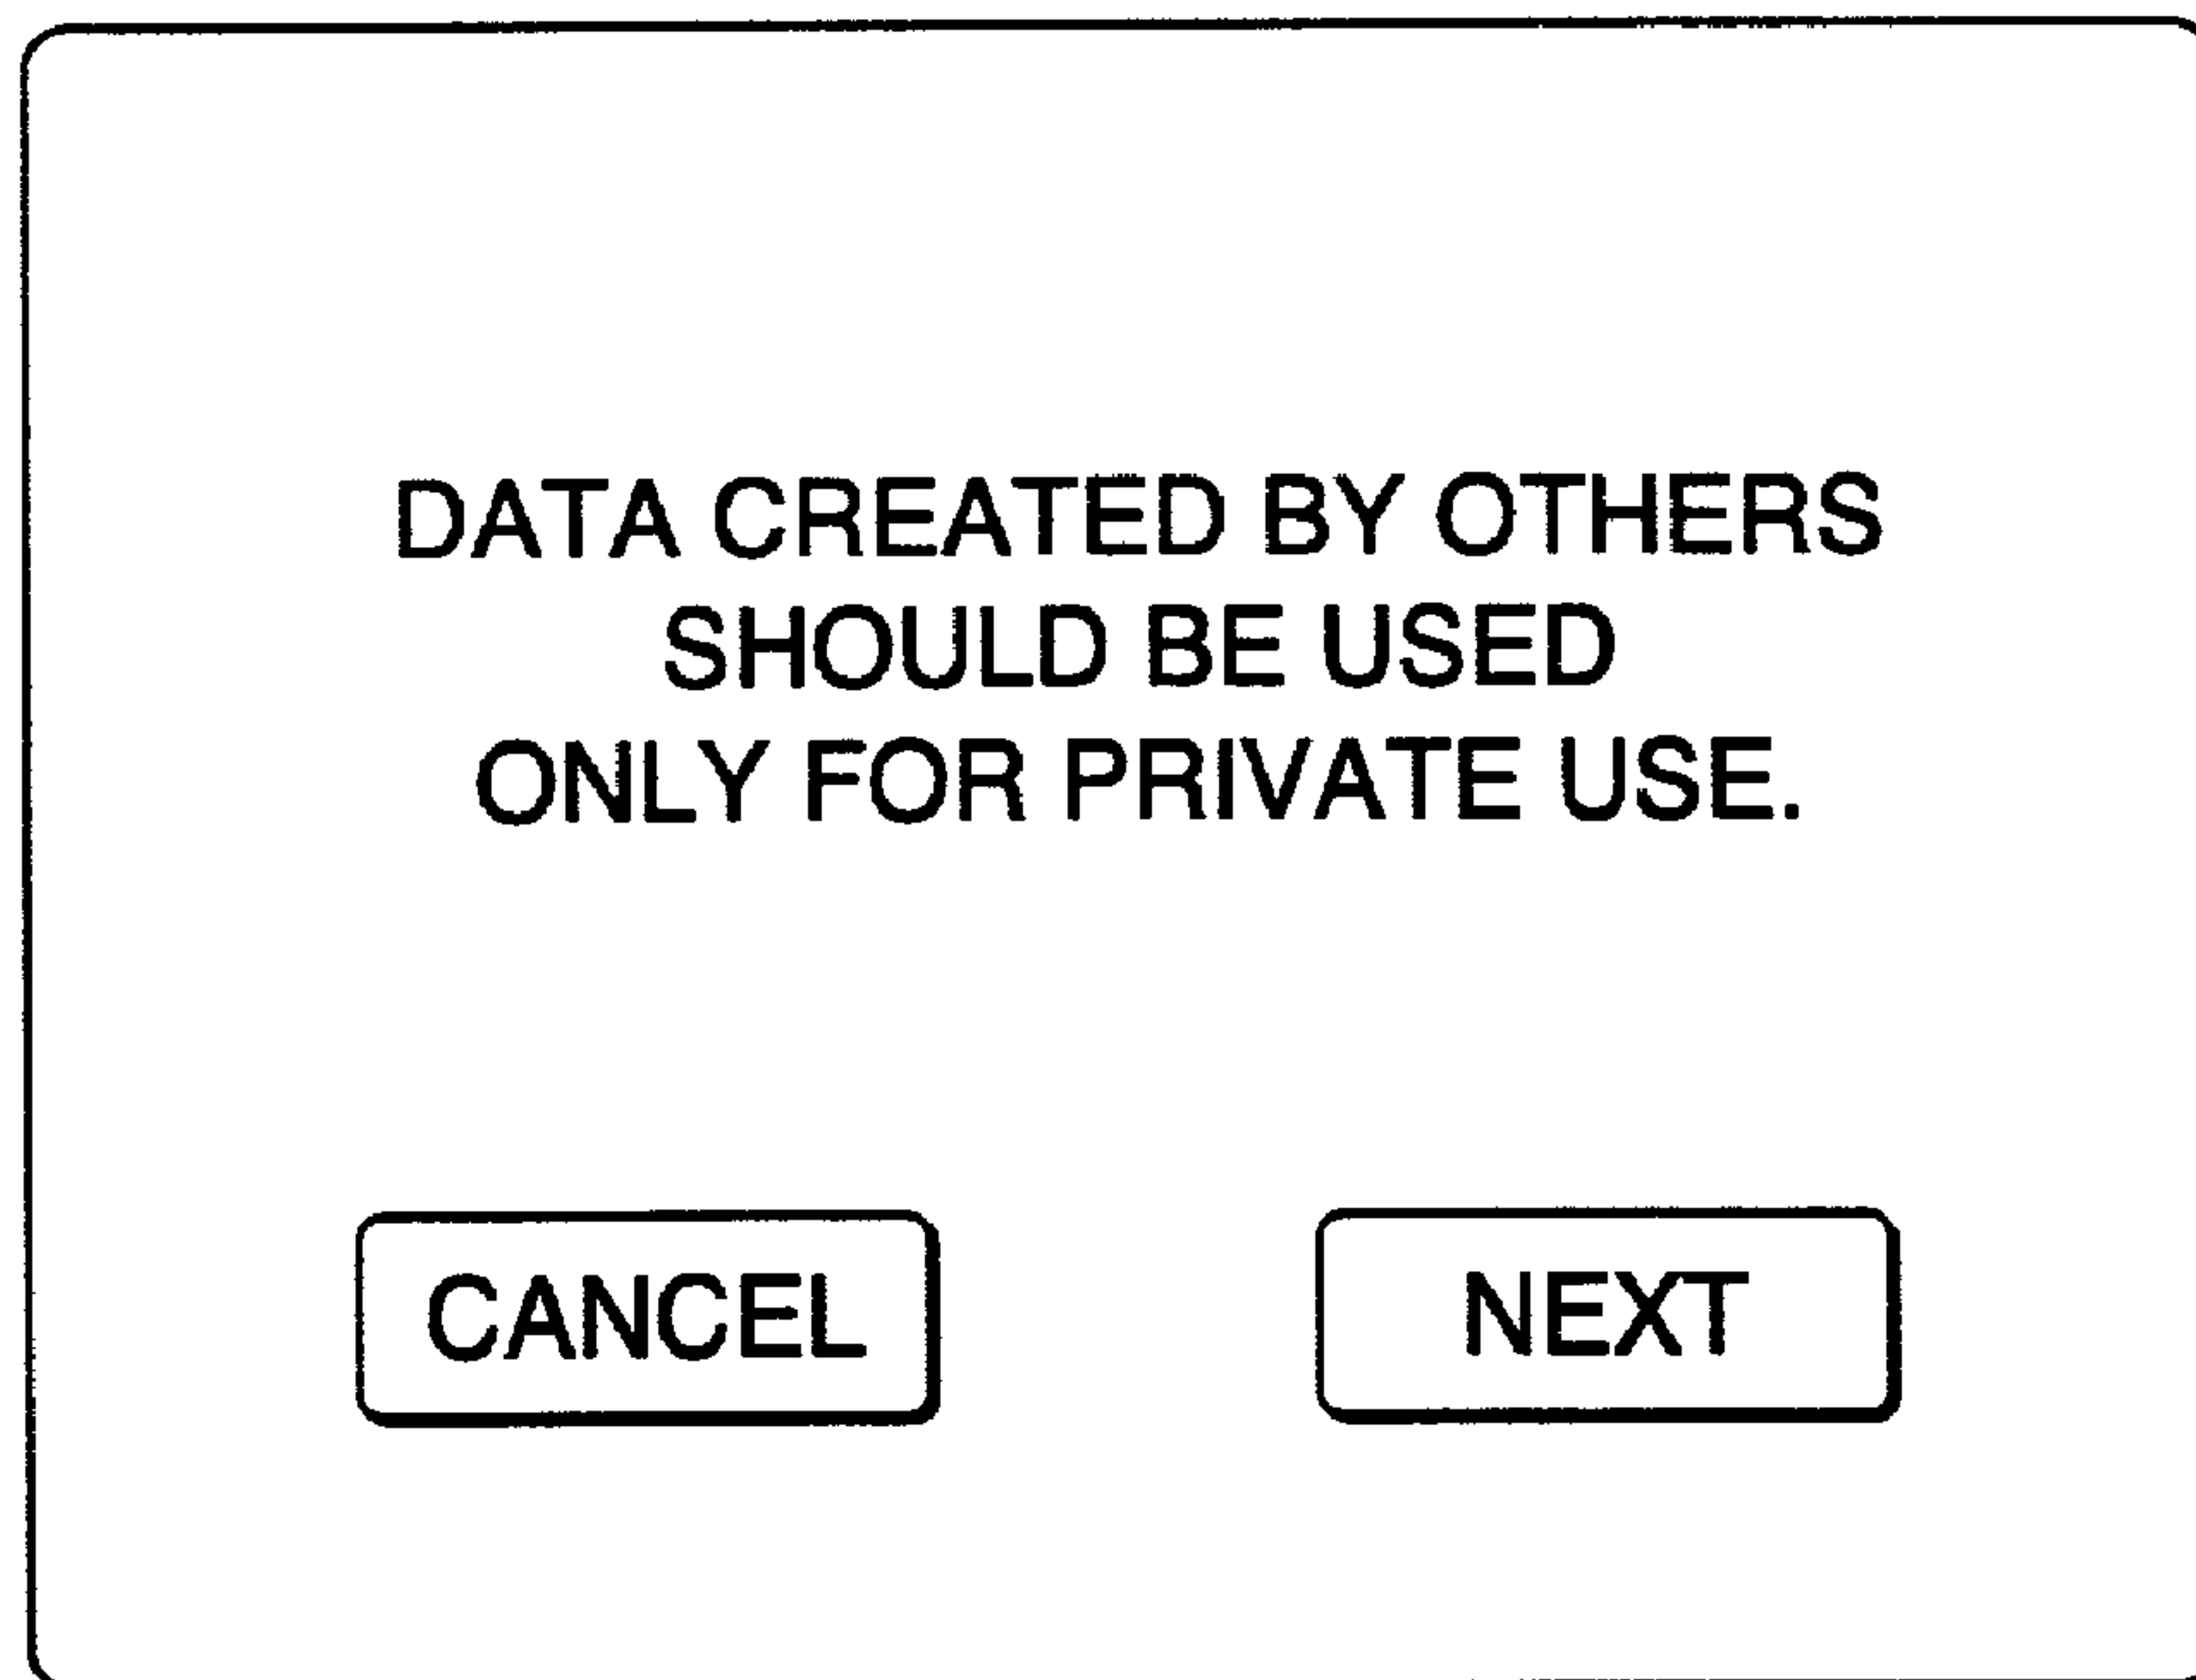 DATA CREATED BY OTHERS
SHOULD BE USED
ONLY FOR PRIVATE USE.
CANCEL NEXT